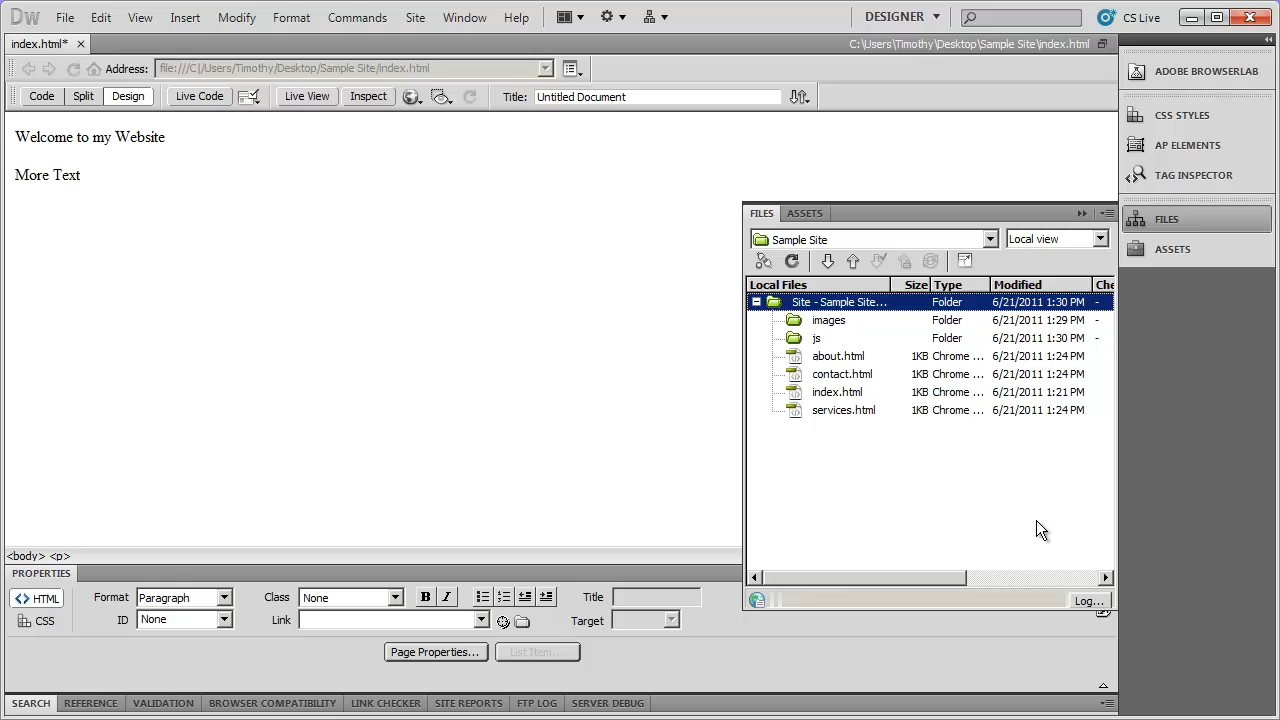 Dw File Edit View Insert Modify Format Commands Site Window Help DESIGNER CS Live
index.html* C:\Users\Timothy\Desktop\Sample Site\index.html
Address: file:///C|/Users/Timothy/Desktop/Sample Site/index.html
Code Split Design Live Code Live View Inspect Title: Untitled Document
Welcome to my Website
More Text
ADOBE BROWSERLAB
CSS STYLES
AP ELEMENTS
TAG INSPECTOR
FILES
ASSETS
FILES ASSETS
Sample Site Local view
Local Files Size Type Modified Che
Site - Sample Site... Folder 6/21/2011 1:30 PM -
images Folder 6/21/2011 1:29 PM -
js Folder 6/21/2011 1:30 PM -
about.html 1KB Chrome ... 6/21/2011 1:24 PM
contact.html 1KB Chrome ... 6/21/2011 1:24 PM
index.html 1KB Chrome ... 6/21/2011 1:21 PM
services.html 1KB Chrome ... 6/21/2011 1:24 PM
Log...
<body> <p>
PROPERTIES
<> HTML Format Paragraph Class None B I Title
CSS ID None Link Target
Page Properties... List Item...
SEARCH REFERENCE VALIDATION BROWSER COMPATIBILITY LINK CHECKER SITE REPORTS FTP LOG SERVER DEBUG